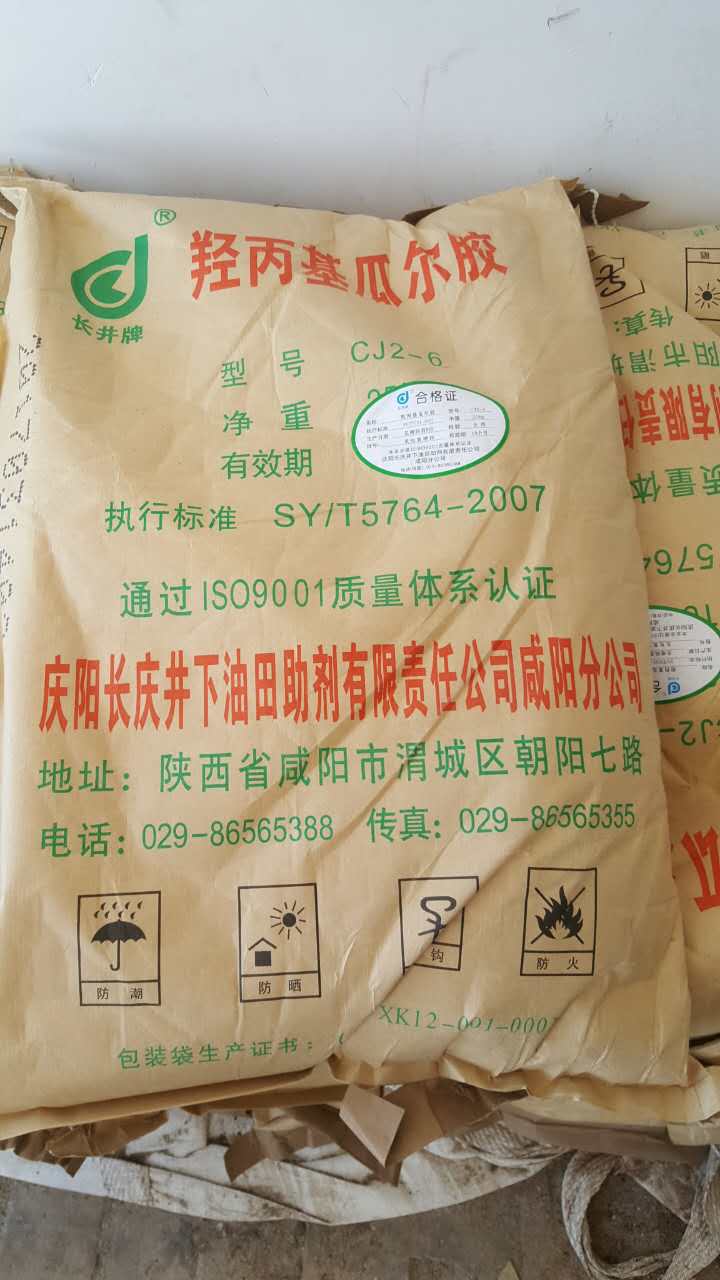 ®
羟丙基瓜尔胶
长井牌
型 号 CJ2-6
净 重
有效期
合格证
执行标准 SY/T5764-2007
通过ISO9001质量体系认证
庆阳长庆井下油田助剂有限责任公司咸阳分公司
地址：陕西省咸阳市渭城区朝阳七路
电话：029-86565388 传真：029-86565355
防 潮
防 晒
钩
防 火
包装袋生产证书：
XK12-001-000